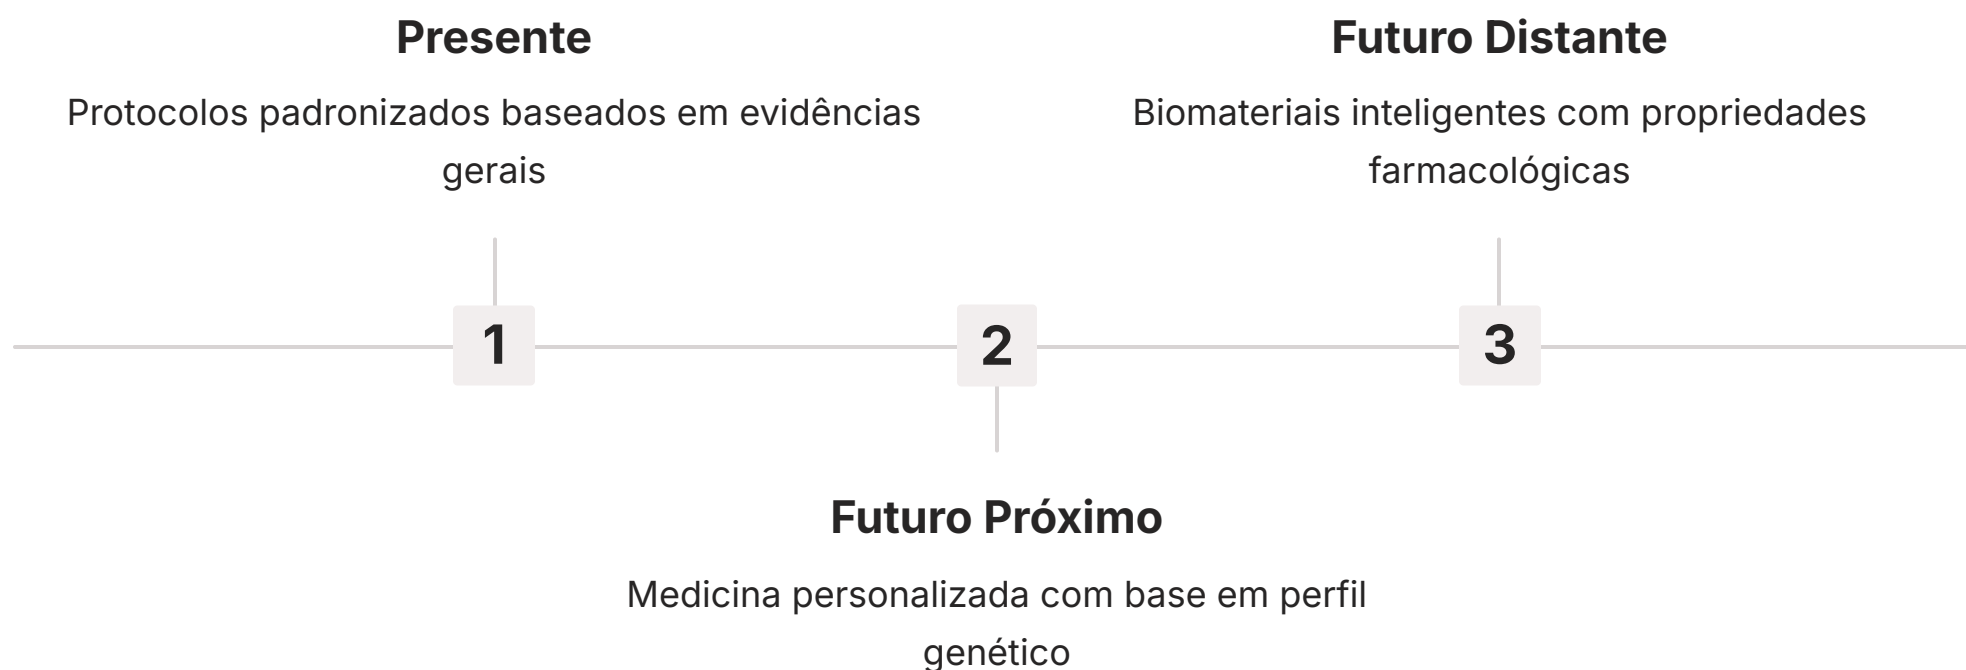 Presente
Protocolos padronizados baseados em evidências
gerais
Futuro Distante
Biomateriais inteligentes com propriedades
farmacológicas
1
2
3
Futuro Próximo
Medicina personalizada com base em perfil
genético